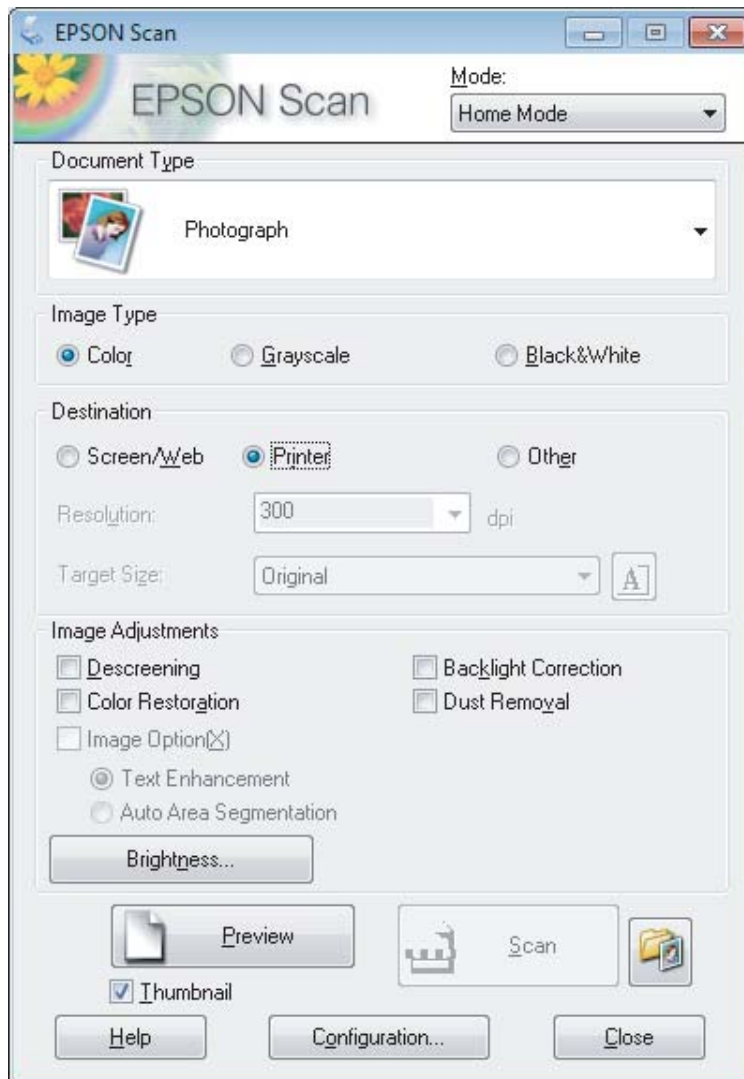 EPSON Scan
EPSON Scan
Mode:
Home Mode
Document Type
Photograph
Image Type
Color
Grayscale
Black&White
Destination
Screen/Web
Printer
Other
Resolution:
300
dpi
Target Size:
Original
A
Image Adjustments
Descreening
Backlight Correction
Color Restoration
Dust Removal
Image Option(X)
Text Enhancement
Auto Area Segmentation
Brightness...
Preview
Scan
Thumbnail
Help
Configuration...
Close